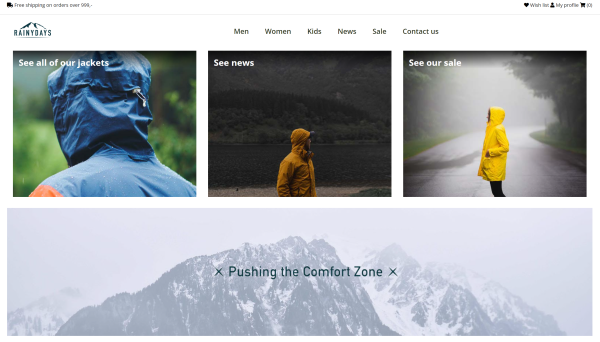 Free shipping on orders over 999,-
Wish list My profile (0)
RAINYDAYS
Men Women Kids News Sale Contact us
See all of our jackets
See news
See our sale
Pushing the Comfort Zone